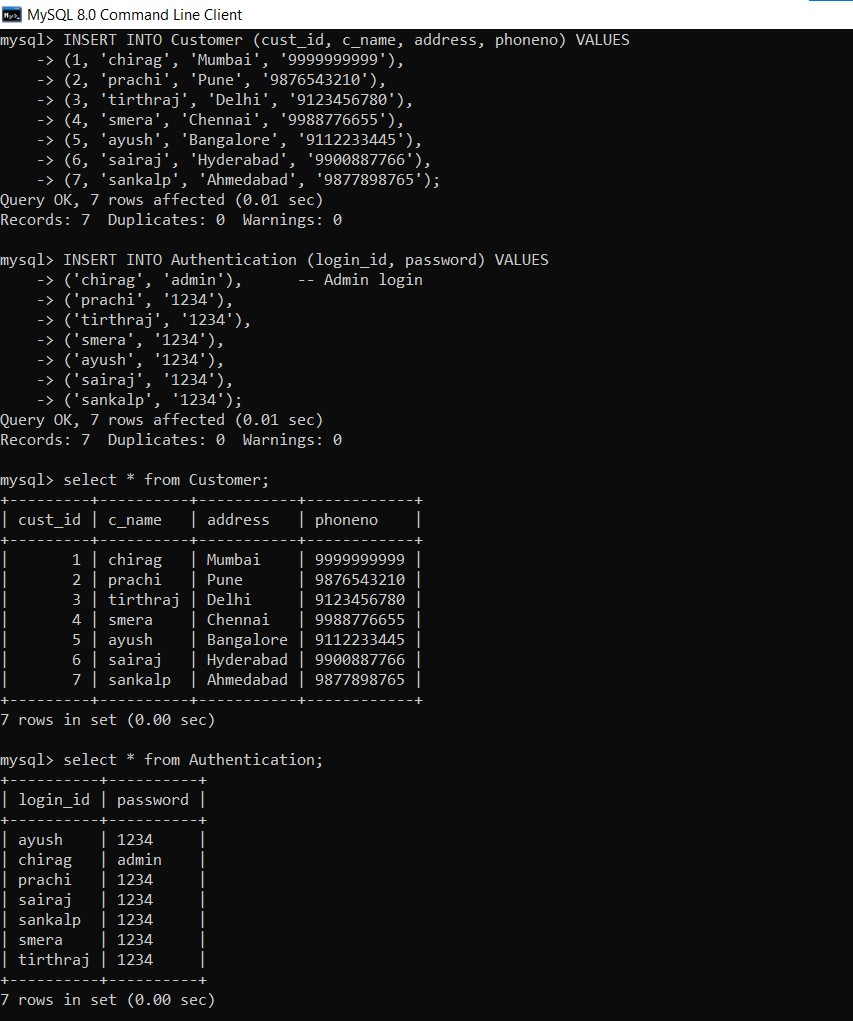 MySQL 8.0 Command Line Client
mysql> INSERT INTO Customer (cust_id, c_name, address, phoneno) VALUES
    -> (1, 'chirag', 'Mumbai', '9999999999'),
    -> (2, 'prachi', 'Pune', '9876543210'),
    -> (3, 'tirthraj', 'Delhi', '9123456780'),
    -> (4, 'smera', 'Chennai', '9988776655'),
    -> (5, 'ayush', 'Bangalore', '9112233445'),
    -> (6, 'sairaj', 'Hyderabad', '9900887766'),
    -> (7, 'sankalp', 'Ahmedabad', '9877898765');
Query OK, 7 rows affected (0.01 sec)
Records: 7  Duplicates: 0  Warnings: 0

mysql> INSERT INTO Authentication (login_id, password) VALUES
    -> ('chirag', 'admin'),      -- Admin login
    -> ('prachi', '1234'),
    -> ('tirthraj', '1234'),
    -> ('smera', '1234'),
    -> ('ayush', '1234'),
    -> ('sairaj', '1234'),
    -> ('sankalp', '1234');
Query OK, 7 rows affected (0.01 sec)
Records: 7  Duplicates: 0  Warnings: 0

mysql> select * from Customer;
+---------+----------+-----------+------------+
| cust_id | c_name   | address   | phoneno    |
+---------+----------+-----------+------------+
|       1 | chirag   | Mumbai    | 9999999999 |
|       2 | prachi   | Pune      | 9876543210 |
|       3 | tirthraj | Delhi     | 9123456780 |
|       4 | smera    | Chennai   | 9988776655 |
|       5 | ayush    | Bangalore | 9112233445 |
|       6 | sairaj   | Hyderabad | 9900887766 |
|       7 | sankalp  | Ahmedabad | 9877898765 |
+---------+----------+-----------+------------+
7 rows in set (0.00 sec)

mysql> select * from Authentication;
+----------+----------+
| login_id | password |
+----------+----------+
| ayush    | 1234     |
| chirag   | admin    |
| prachi   | 1234     |
| sairaj   | 1234     |
| sankalp  | 1234     |
| smera    | 1234     |
| tirthraj | 1234     |
+----------+----------+
7 rows in set (0.00 sec)